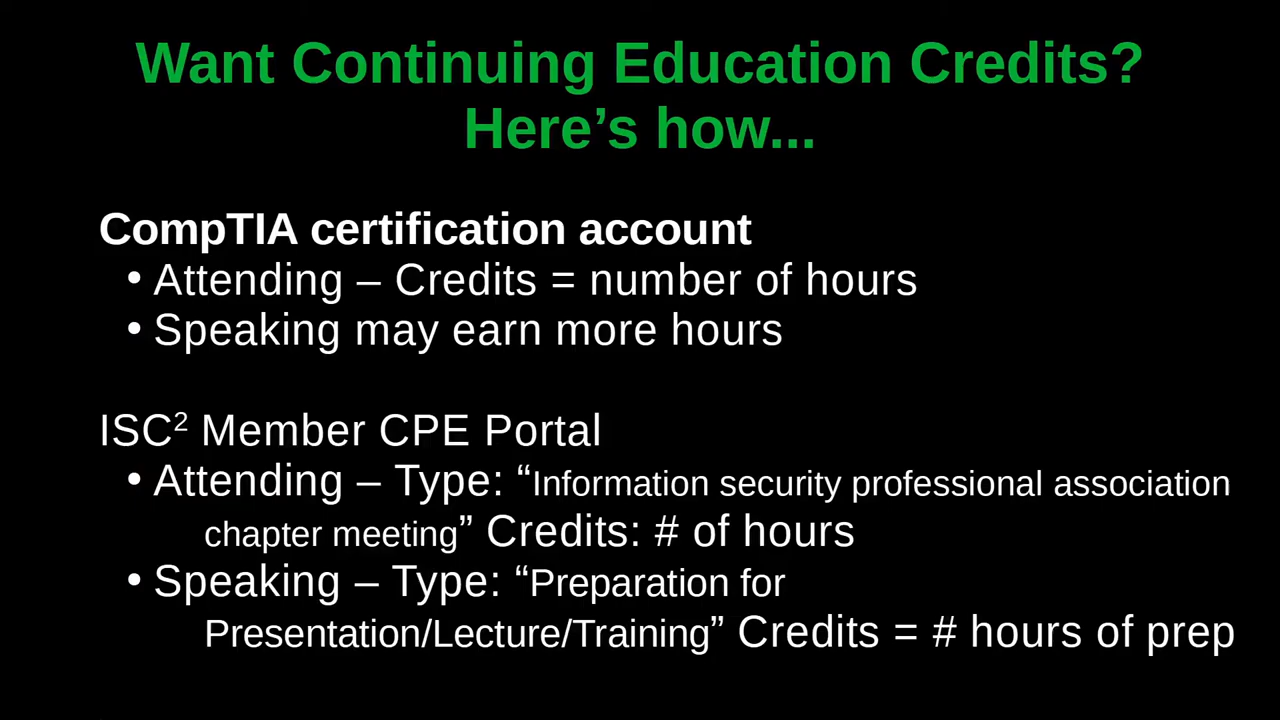 Want Continuing Education Credits?
Here’s how...
CompTIA certification account
• Attending – Credits = number of hours
• Speaking may earn more hours
ISC² Member CPE Portal
• Attending – Type: “Information security professional association
chapter meeting” Credits: # of hours
• Speaking – Type: “Preparation for
Presentation/Lecture/Training” Credits = # hours of prep